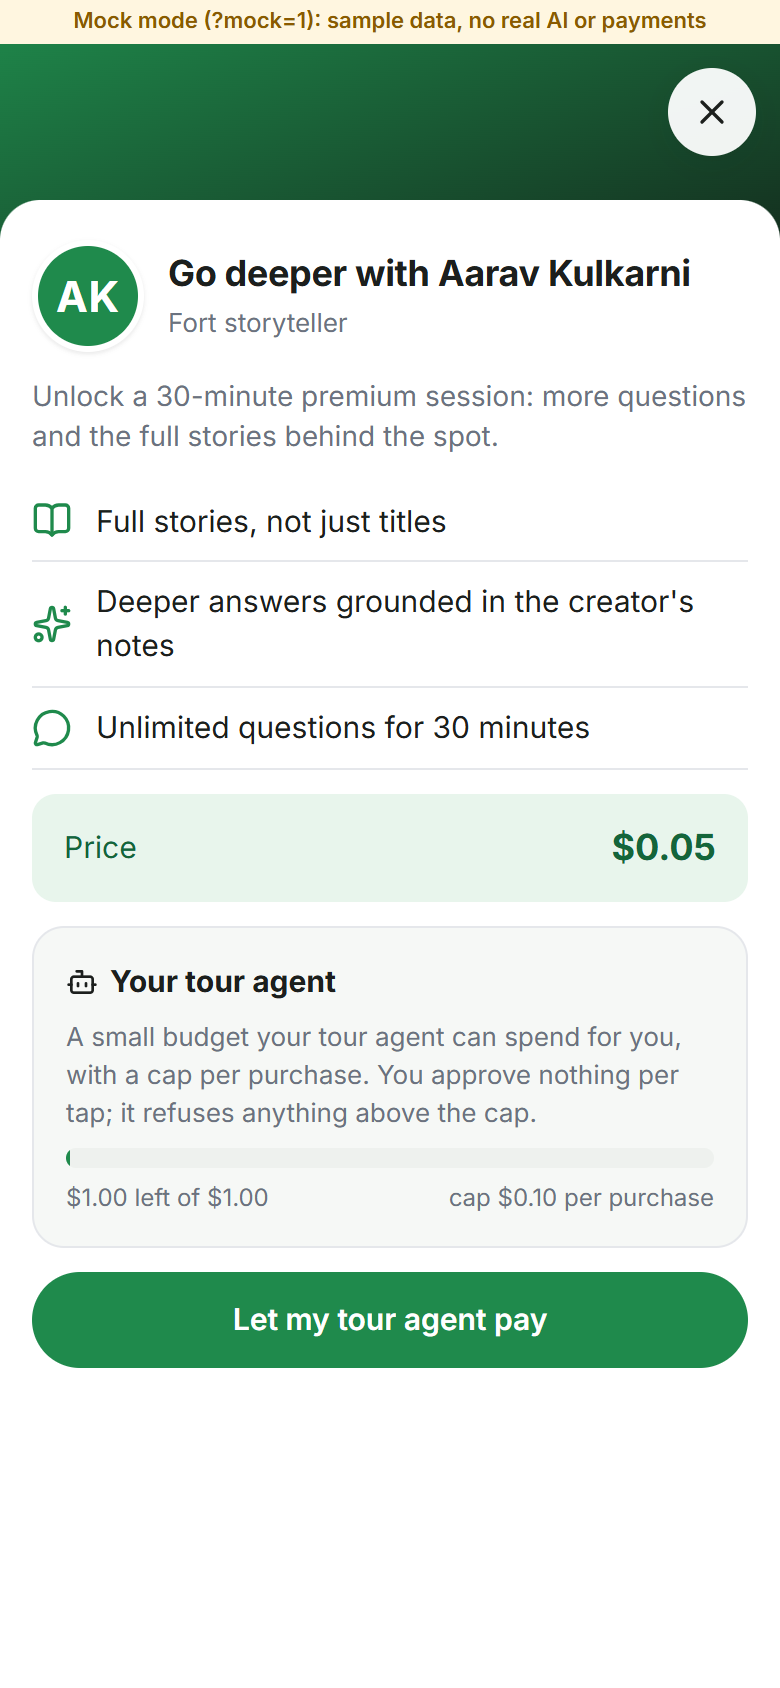 Mock mode (?mock=1): sample data, no real AI or payments
AK
Go deeper with Aarav Kulkarni
Fort storyteller
Unlock a 30-minute premium session: more questions
and the full stories behind the spot.
Full stories, not just titles
Deeper answers grounded in the creator's
notes
Unlimited questions for 30 minutes
Price $0.05
Your tour agent
A small budget your tour agent can spend for you,
with a cap per purchase. You approve nothing per
tap; it refuses anything above the cap.
$1.00 left of $1.00 cap $0.10 per purchase
Let my tour agent pay